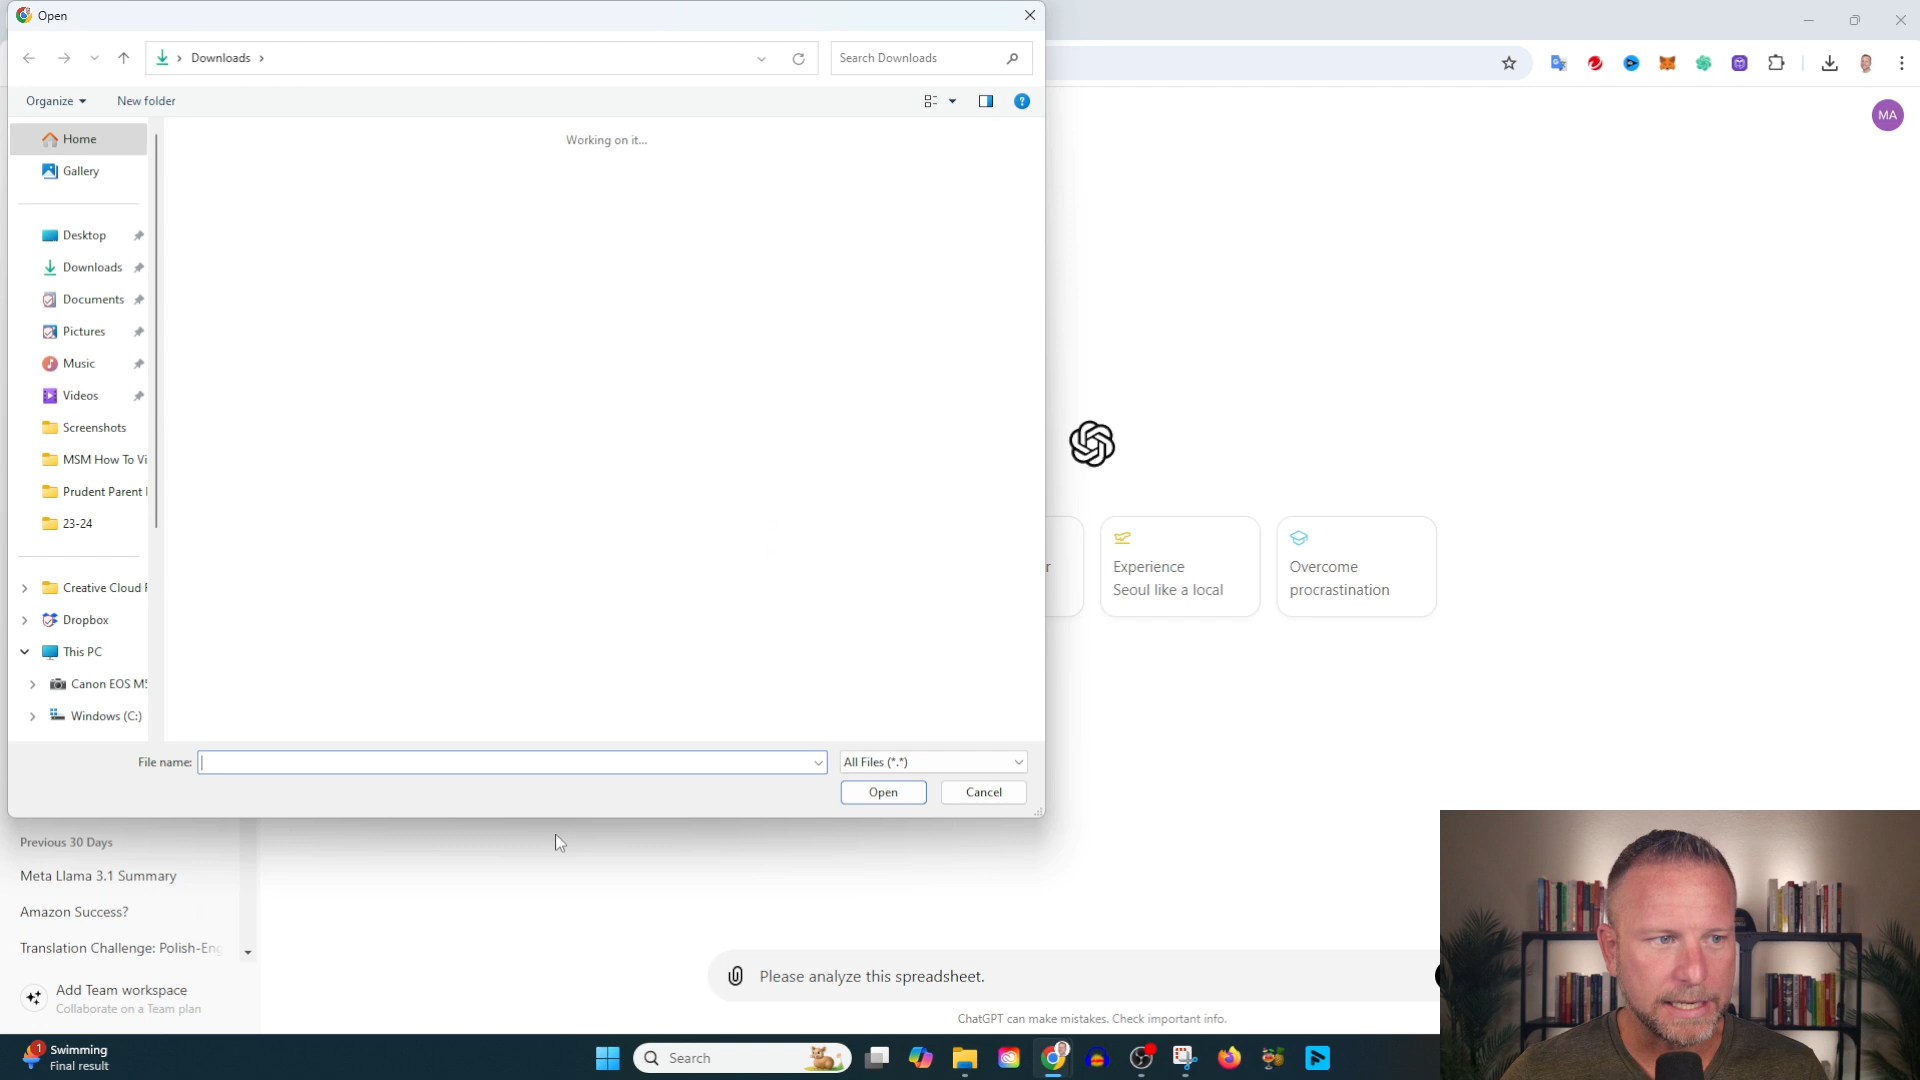 Open
Downloads
Search Downloads
Organize
New folder
Home
Working on it...
Gallery
Desktop
Downloads
Documents
Pictures
Music
Videos
Screenshots
MSM How To Vi
Prudent Parent
23-24
Creative Cloud F
Dropbox
This PC
Canon EOS M5
Windows (C:)
File name:
All Files (*.*)
Open
Cancel
MA
r
Experience
Seoul like a local
Overcome
procrastination
Previous 30 Days
Meta Llama 3.1 Summary
Amazon Success?
Translation Challenge: Polish-Eng
Add Team workspace
Collaborate on a Team plan
Please analyze this spreadsheet.
ChatGPT can make mistakes. Check important info.
1
Swimming
Final result
Search